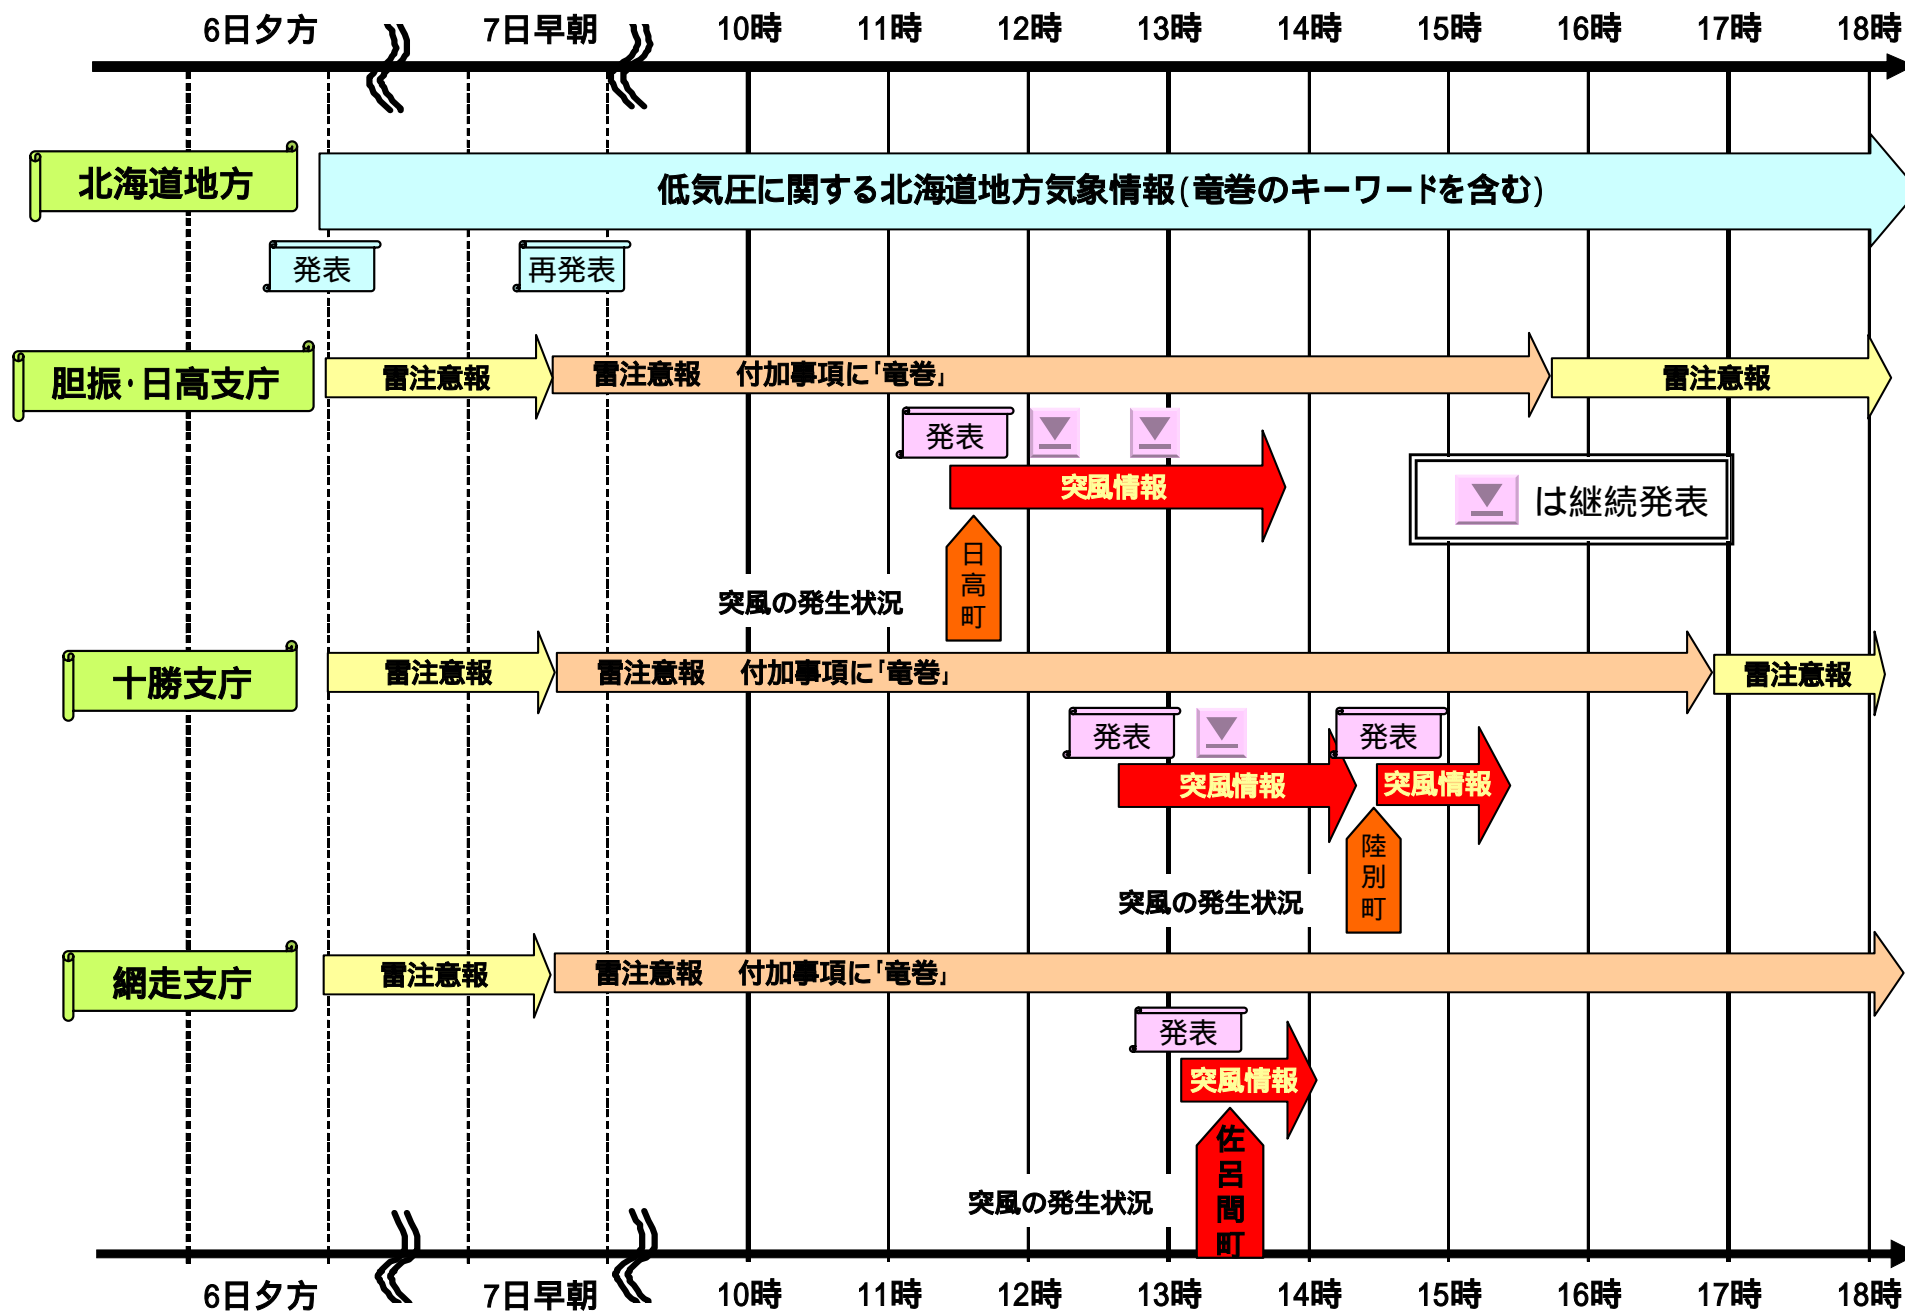 6日夕方 7日早朝 10時 11時 12時 13時 14時 15時 16時 17時 18時
北海道地方
低気圧に関する北海道地方気象情報(竜巻のキーワードを含む)
発表
再発表
胆振・日高支庁
雷注意報
雷注意報 付加事項に「竜巻」
雷注意報
発表
突風情報
は継続発表
日高町
突風の発生状況
十勝支庁
雷注意報
雷注意報 付加事項に「竜巻」
雷注意報
発表
発表
突風情報
突風情報
陸別町
突風の発生状況
網走支庁
雷注意報
雷注意報 付加事項に「竜巻」
発表
突風情報
佐呂間町
突風の発生状況
6日夕方 7日早朝 10時 11時 12時 13時 14時 15時 16時 17時 18時